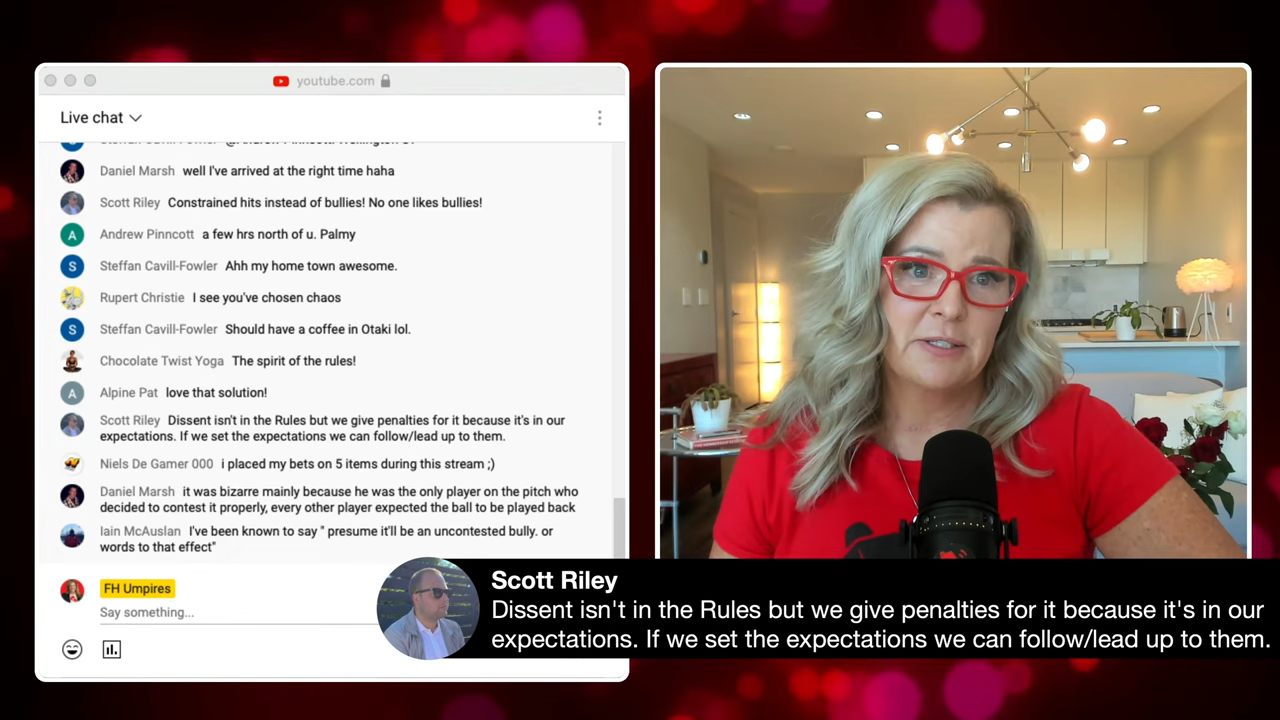 youtube.com
Live chat
Daniel Marsh well I've arrived at the right time haha
Scott Riley Constrained hits instead of bullies! No one likes bullies!
A Andrew Pinncott a few hrs north of u. Palmy
S Steffan Cavill-Fowler Ahh my home town awesome.
Rupert Christie I see you've chosen chaos
S Steffan Cavill-Fowler Should have a coffee in Otaki lol.
Chocolate Twist Yoga The spirit of the rules!
A Alpine Pat love that solution!
Scott Riley Dissent isn't in the Rules but we give penalties for it because it's in our
expectations. If we set the expectations we can follow/lead up to them.
Niels De Gamer 000 i placed my bets on 5 items during this stream ;)
Daniel Marsh it was bizarre mainly because he was the only player on the pitch who
decided to contest it properly, every other player expected the ball to be played back
Iain McAuslan I've been known to say " presume it'll be an uncontested bully. or
words to that effect"
FH Umpires
Say something...
Scott Riley
Dissent isn't in the Rules but we give penalties for it because it's in our
expectations. If we set the expectations we can follow/lead up to them.